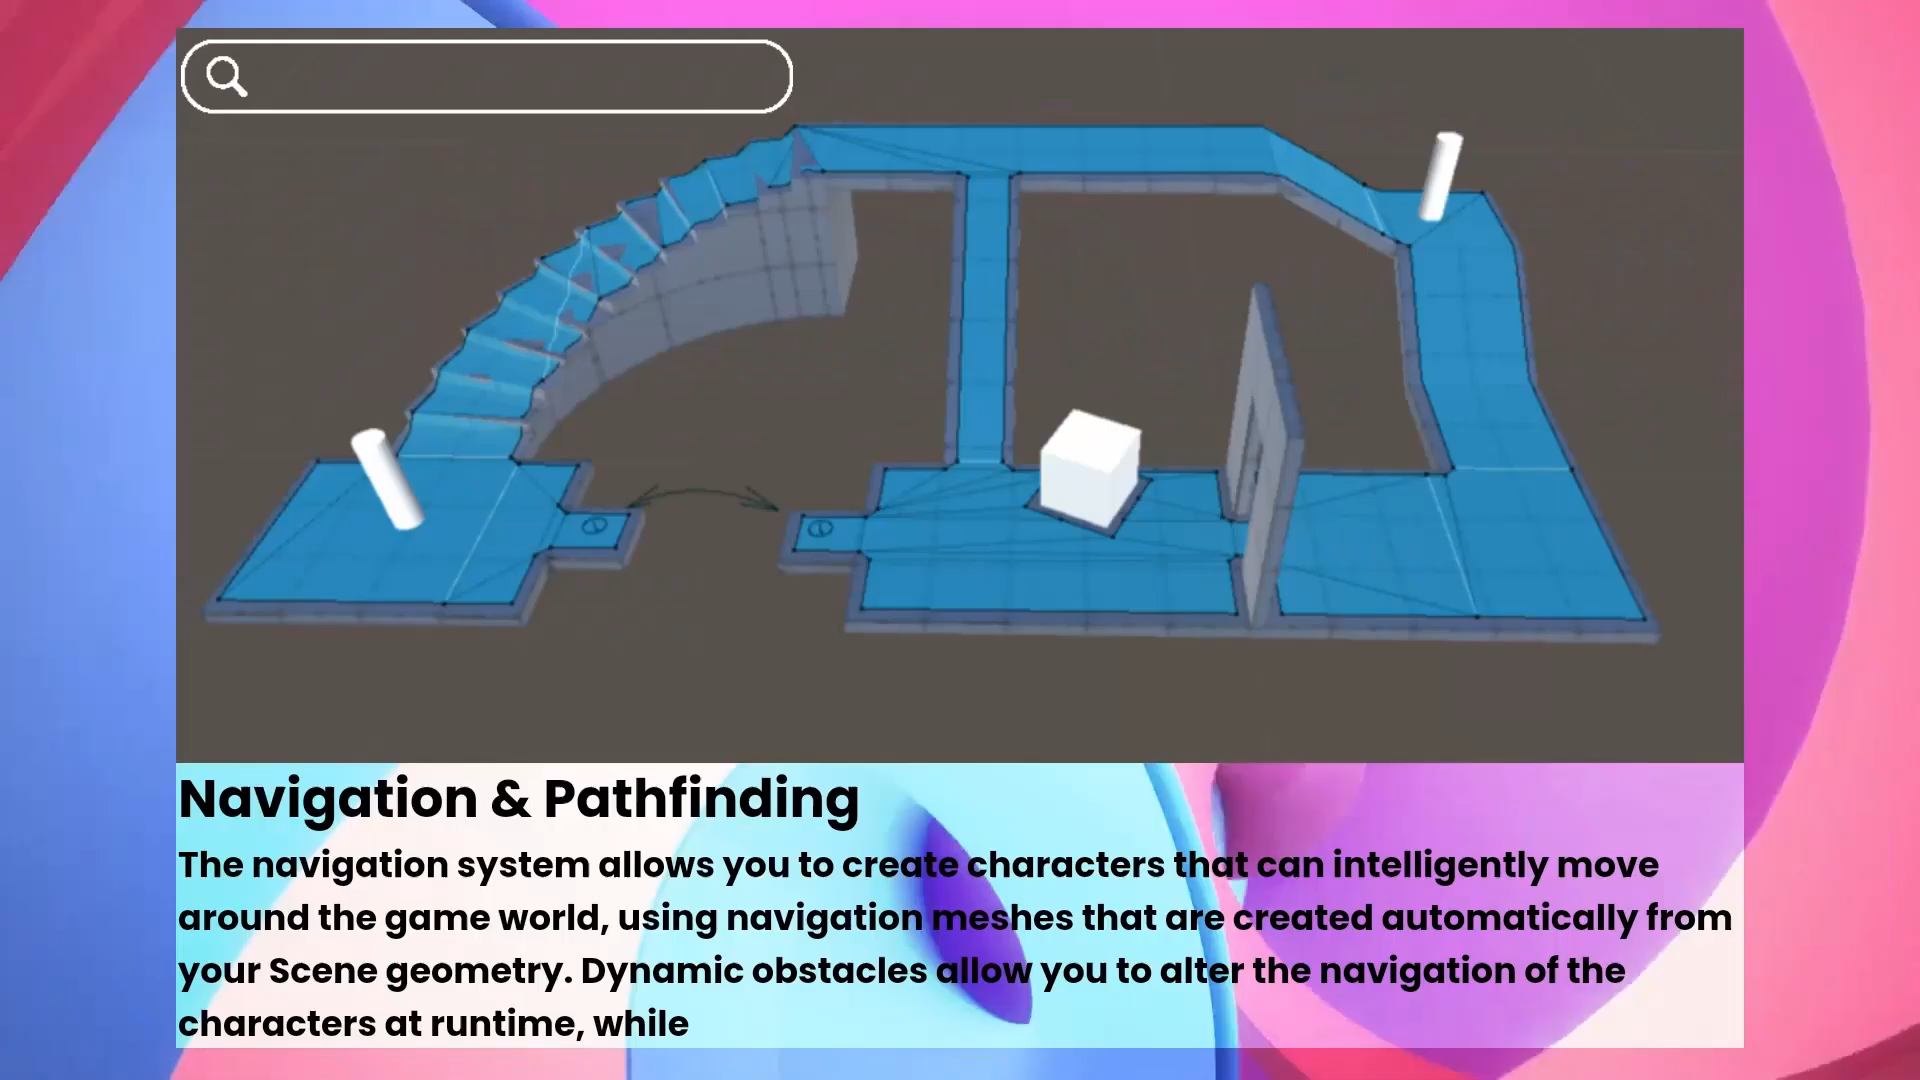 Navigation & Pathfinding
The navigation system allows you to create characters that can intelligently move
around the game world, using navigation meshes that are created automatically from
your Scene geometry. Dynamic obstacles allow you to alter the navigation of the
characters at runtime, while